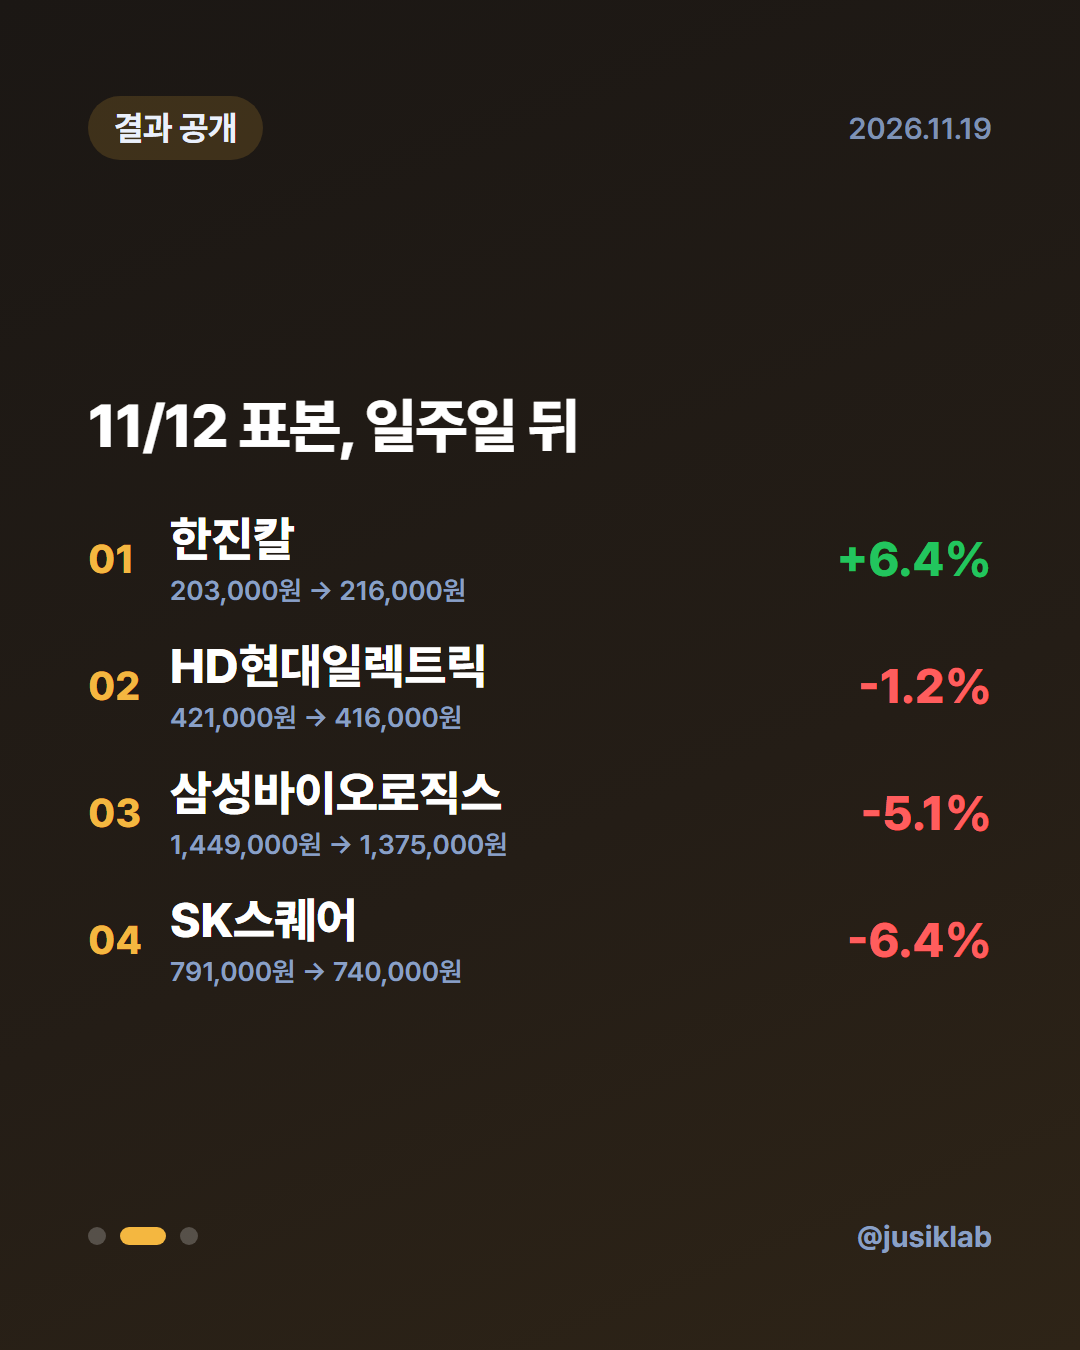 결과 공개
2026.11.19
11/12 표본, 일주일 뒤
01
한진칼
203,000원 → 216,000원
+6.4%
02
HD현대일렉트릭
421,000원 → 416,000원
-1.2%
03
삼성바이오로직스
1,449,000원 → 1,375,000원
-5.1%
04
SK스퀘어
791,000원 → 740,000원
-6.4%
@jusiklab